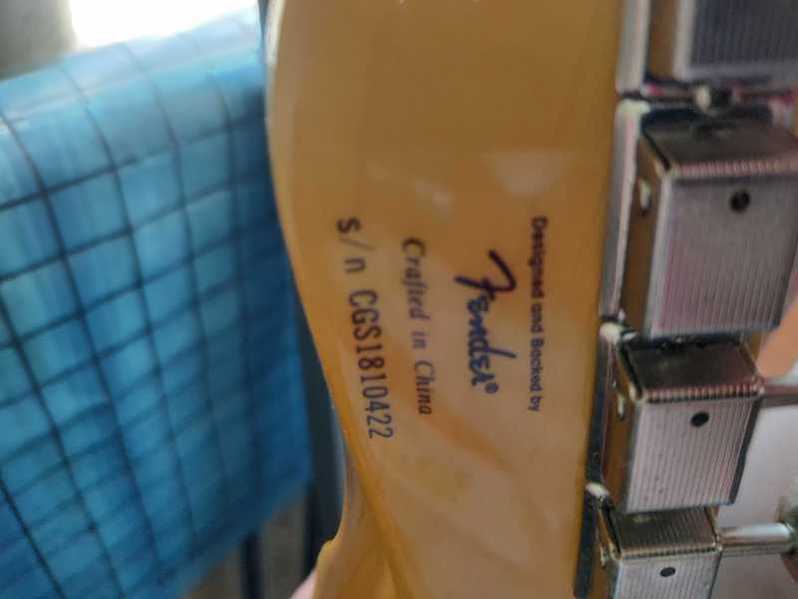 Designed and Backed by
Fender®
Crafted in China
s/n CGS1810422